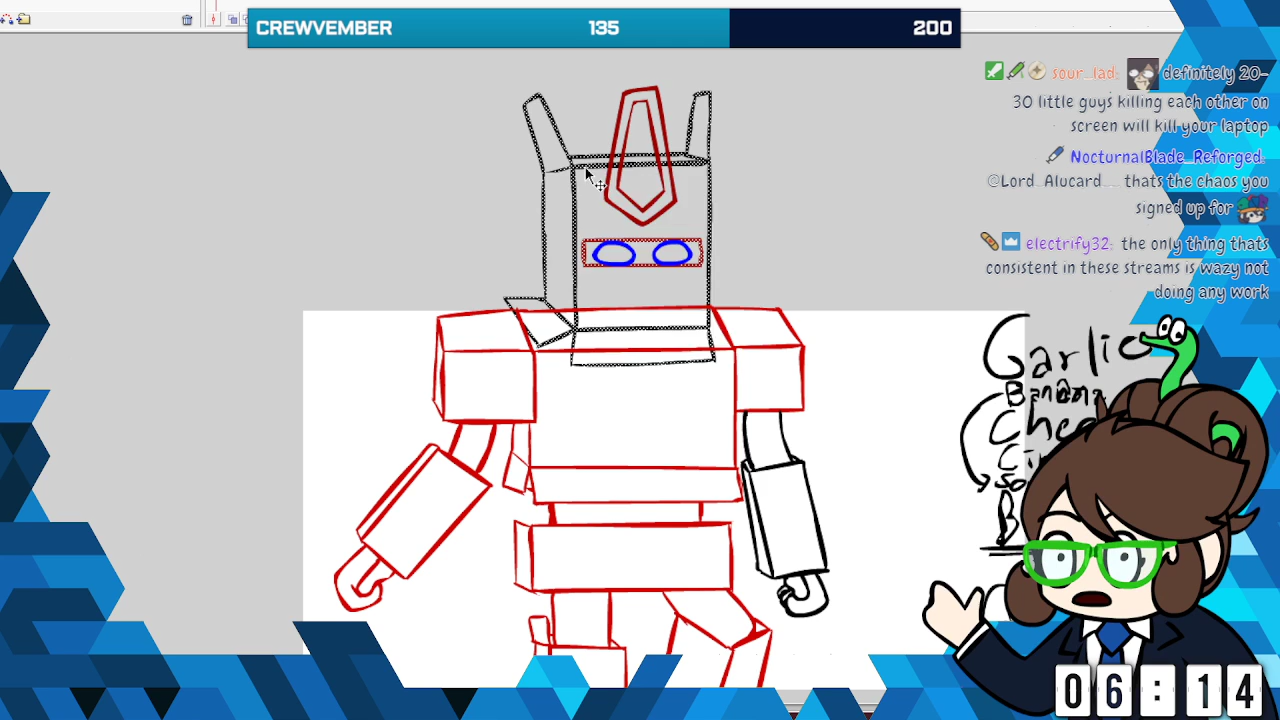 CREWVEMBER 135 200
sour_lad: definitely 20-
30 little guys killing each other on
screen will kill your laptop
NocturnalBlade_Reforged:
@Lord_Alucard__ thats the chaos you
signed up for
electrify32: the only thing thats
consistent in these streams is wazy not
doing any work
Garlic
Banana
06:14